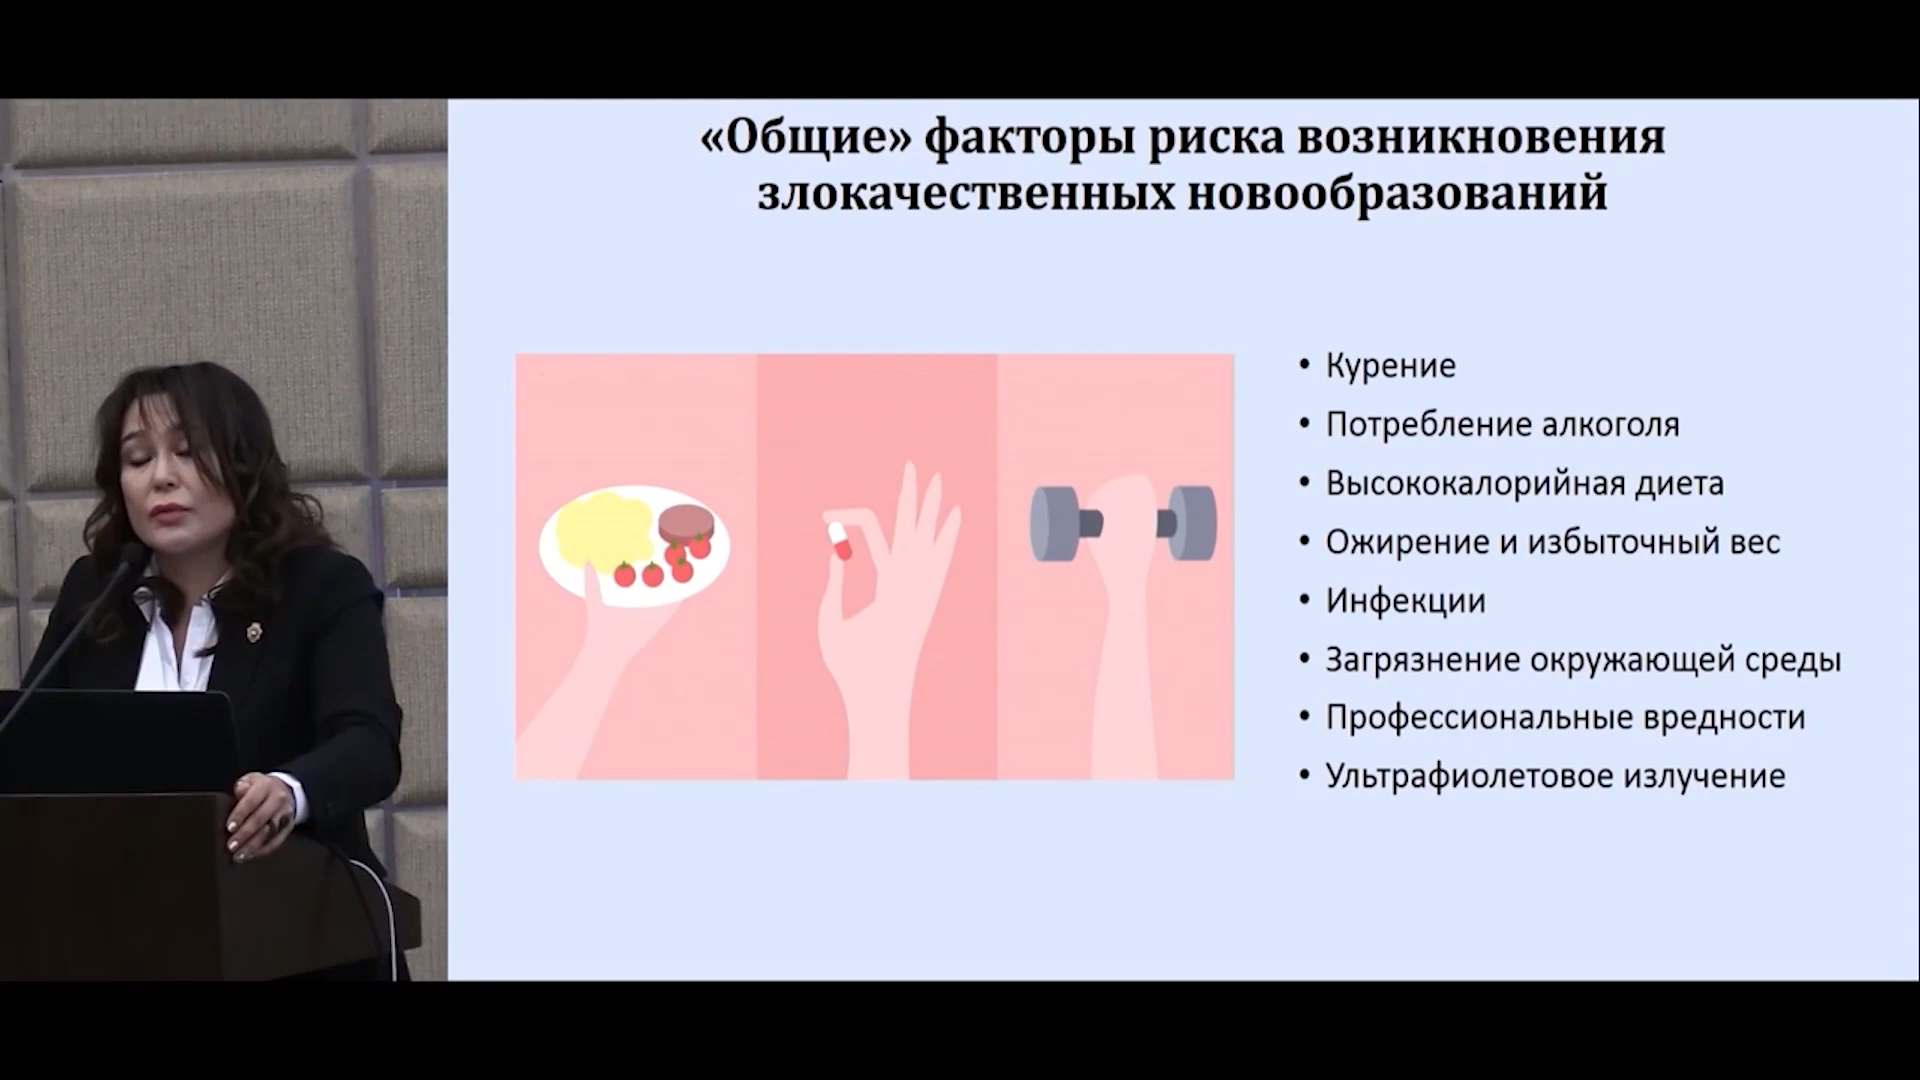 «Общие» факторы риска возникновения
злокачественных новообразований
• Курение
• Потребление алкоголя
• Высококалорийная диета
• Ожирение и избыточный вес
• Инфекции
• Загрязнение окружающей среды
• Профессиональные вредности
• Ультрафиолетовое излучение